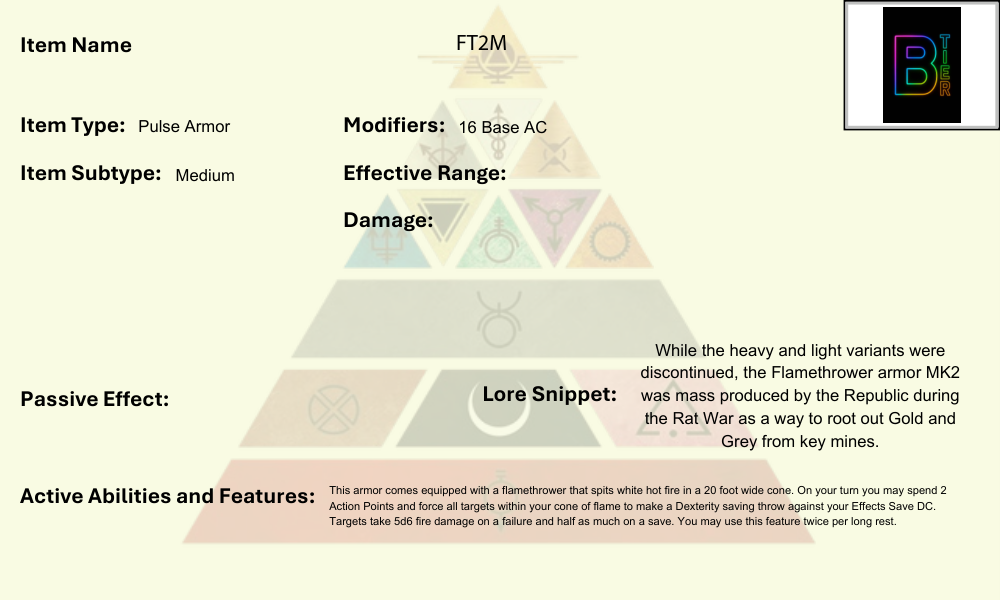 Item Name
FT2M
B TIER
Item Type: Pulse Armor
Modifiers: 16 Base AC
Item Subtype: Medium
Effective Range:
Damage:
Passive Effect:
Lore Snippet:
While the heavy and light variants were
discontinued, the Flamethrower armor MK2
was mass produced by the Republic during
the Rat War as a way to root out Gold and
Grey from key mines.
Active Abilities and Features:
This armor comes equipped with a flamethrower that spits white hot fire in a 20 foot wide cone. On your turn you may spend 2
Action Points and force all targets within your cone of flame to make a Dexterity saving throw against your Effects Save DC.
Targets take 5d6 fire damage on a failure and half as much on a save. You may use this feature twice per long rest.